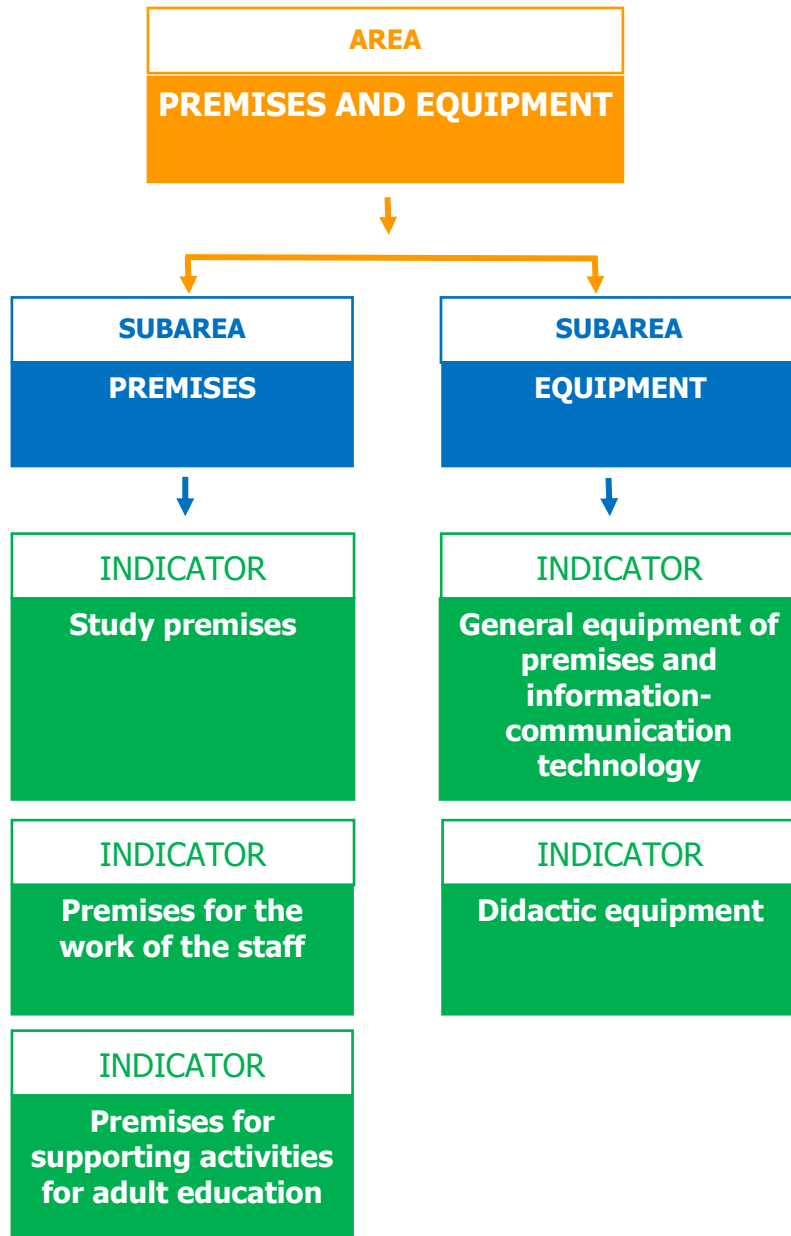 AREA
PREMISES AND EQUIPMENT
SUBAREA
PREMISES
SUBAREA
EQUIPMENT
INDICATOR
Study premises
INDICATOR
General equipment of
premises and
information-
communication
technology
INDICATOR
Premises for the
work of the staff
INDICATOR
Didactic equipment
INDICATOR
Premises for
supporting activities
for adult education